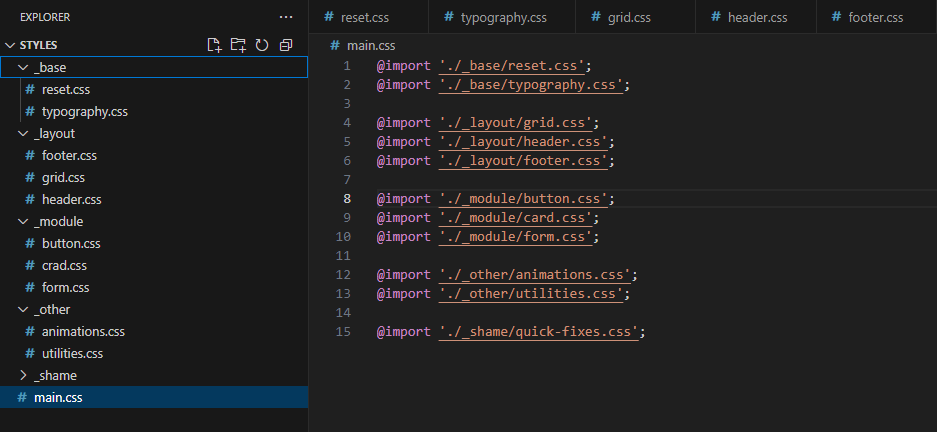 EXPLORER
STYLES
_base
# reset.css
# typography.css
_layout
# footer.css
# grid.css
# header.css
_module
# button.css
# crad.css
# form.css
_other
# animations.css
# utilities.css
_shame
# main.css
# reset.css # typography.css # grid.css # header.css # footer.css
# main.css
1 @import './_base/reset.css';
2 @import './_base/typography.css';
3
4 @import './_layout/grid.css';
5 @import './_layout/header.css';
6 @import './_layout/footer.css';
7
8 @import './_module/button.css';
9 @import './_module/card.css';
10 @import './_module/form.css';
11
12 @import './_other/animations.css';
13 @import './_other/utilities.css';
14
15 @import './_shame/quick-fixes.css';